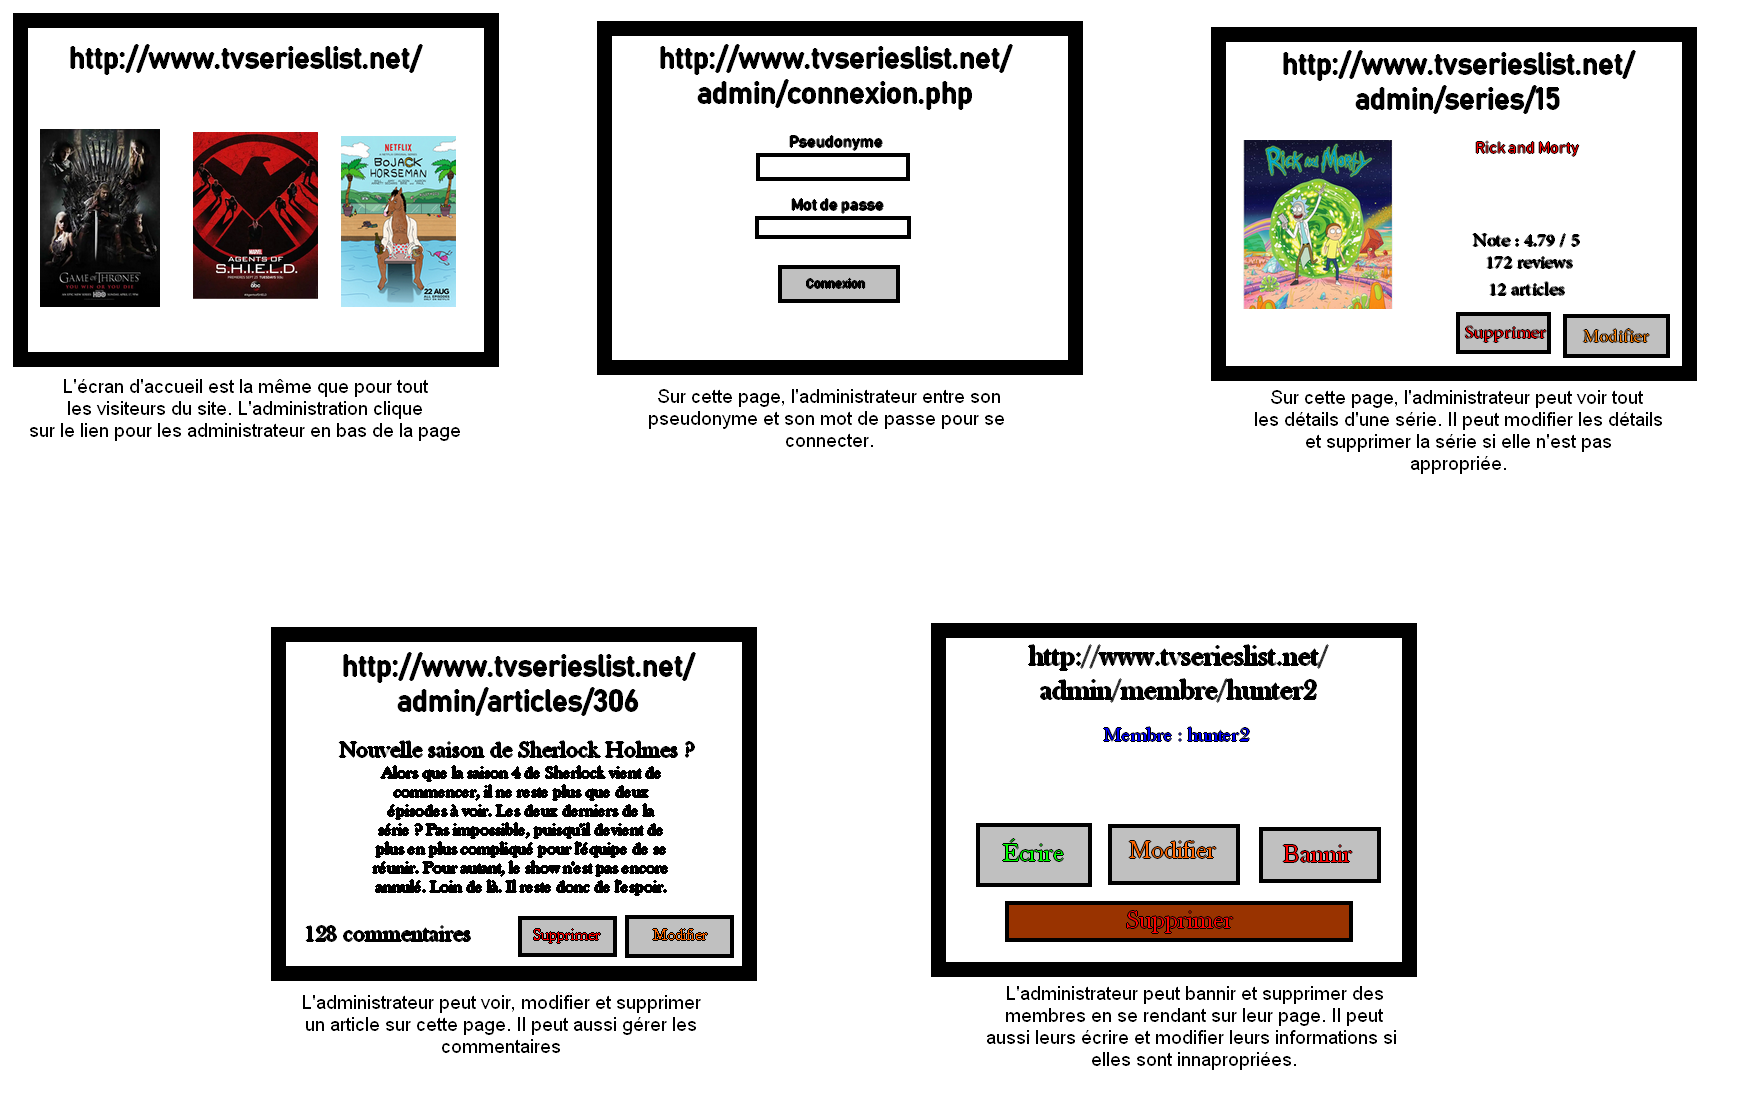 http://www.tvserieslist.net/
GAME OF THRONES
YOU WIN OR YOU DIE
HBO
MARVEL
AGENTS OF
S.H.I.E.L.D.
abc
NETFLIX
BOJACK
HORSEMAN
22 AUG
L'écran d'accueil est la même que pour tout
les visiteurs du site. L'administration clique
sur le lien pour les administrateur en bas de la page
http://www.tvserieslist.net/
admin/connexion.php
Pseudonyme
Mot de passe
Connexion
Sur cette page, l'administrateur entre son
pseudonyme et son mot de passe pour se
connecter.
http://www.tvserieslist.net/
admin/series/15
Rick and Morty
Rick and Morty
Note : 4.79 / 5
172 reviews
12 articles
Supprimer
Modifier
Sur cette page, l'administrateur peut voir tout
les détails d'une série. Il peut modifier les détails
et supprimer la série si elle n'est pas
appropriée.
http://www.tvserieslist.net/
admin/articles/306
Nouvelle saison de Sherlock Holmes ?
Alors que la saison 4 de Sherlock vient de
commencer, il ne reste plus que deux
épisodes à voir. Les deux derniers de la
série ? Pas impossible, puisqu'il devient de
plus en plus compliqué pour l'équipe de se
réunir. Pour autant, le show n'est pas encore
annulé. Loin de là. Il reste donc de l'espoir.
128 commentaires
Supprimer
Modifier
L'administrateur peut voir, modifier et supprimer
un article sur cette page. Il peut aussi gérer les
commentaires
http://www.tvserieslist.net/
admin/membre/hunter2
Membre : hunter2
Écrire
Modifier
Bannir
Supprimer
L'administrateur peut bannir et supprimer des
membres en se rendant sur leur page. Il peut
aussi leurs écrire et modifier leurs informations si
elles sont innapropriées.